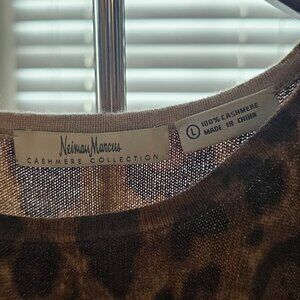 Neiman Marcus
CASHMERE COLLECTION
L
100% CASHMERE
MADE IN CHINA